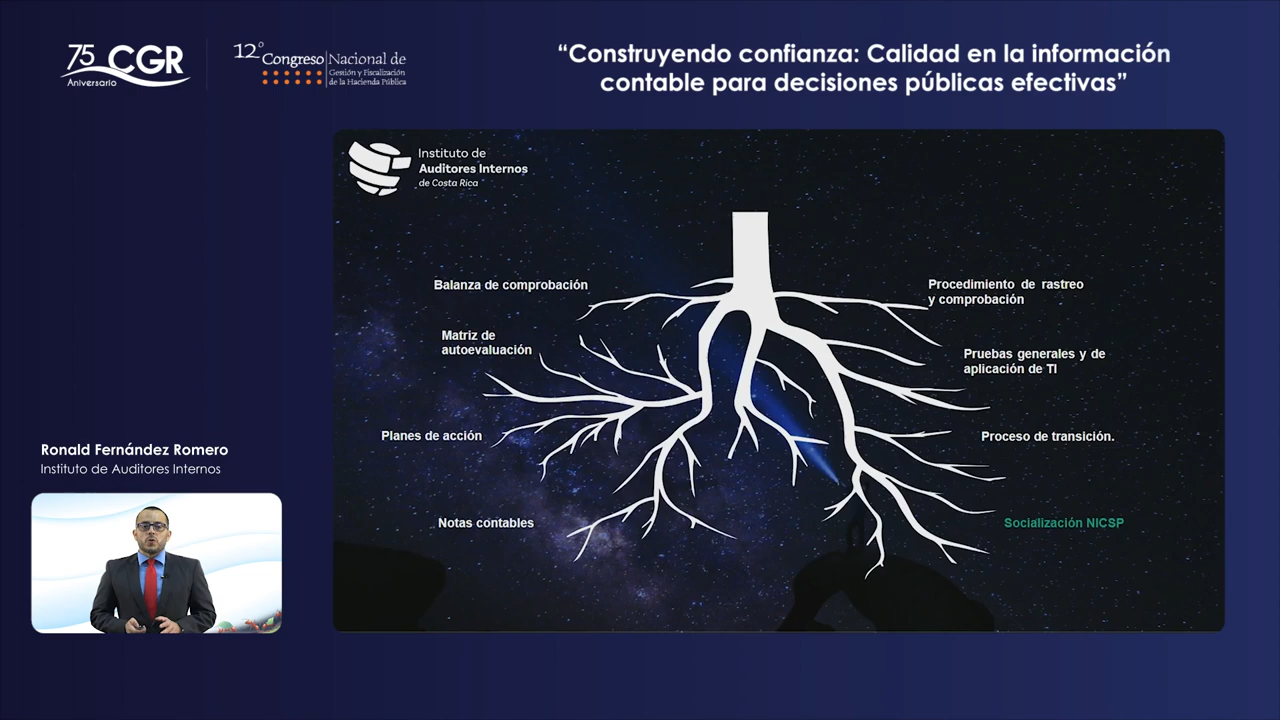 75 CGR
Aniversario
12° Congreso Nacional de
Gestión y Fiscalización
de la Hacienda Pública
“Construyendo confianza: Calidad en la información
contable para decisiones públicas efectivas”
Instituto de
Auditores Internos
de Costa Rica
Balanza de comprobación
Procedimiento de rastreo
y comprobación
Matriz de
autoevaluación
Pruebas generales y de
aplicación de TI
Planes de acción
Proceso de transición.
Notas contables
Socialización NICSP
Ronald Fernández Romero
Instituto de Auditores Internos